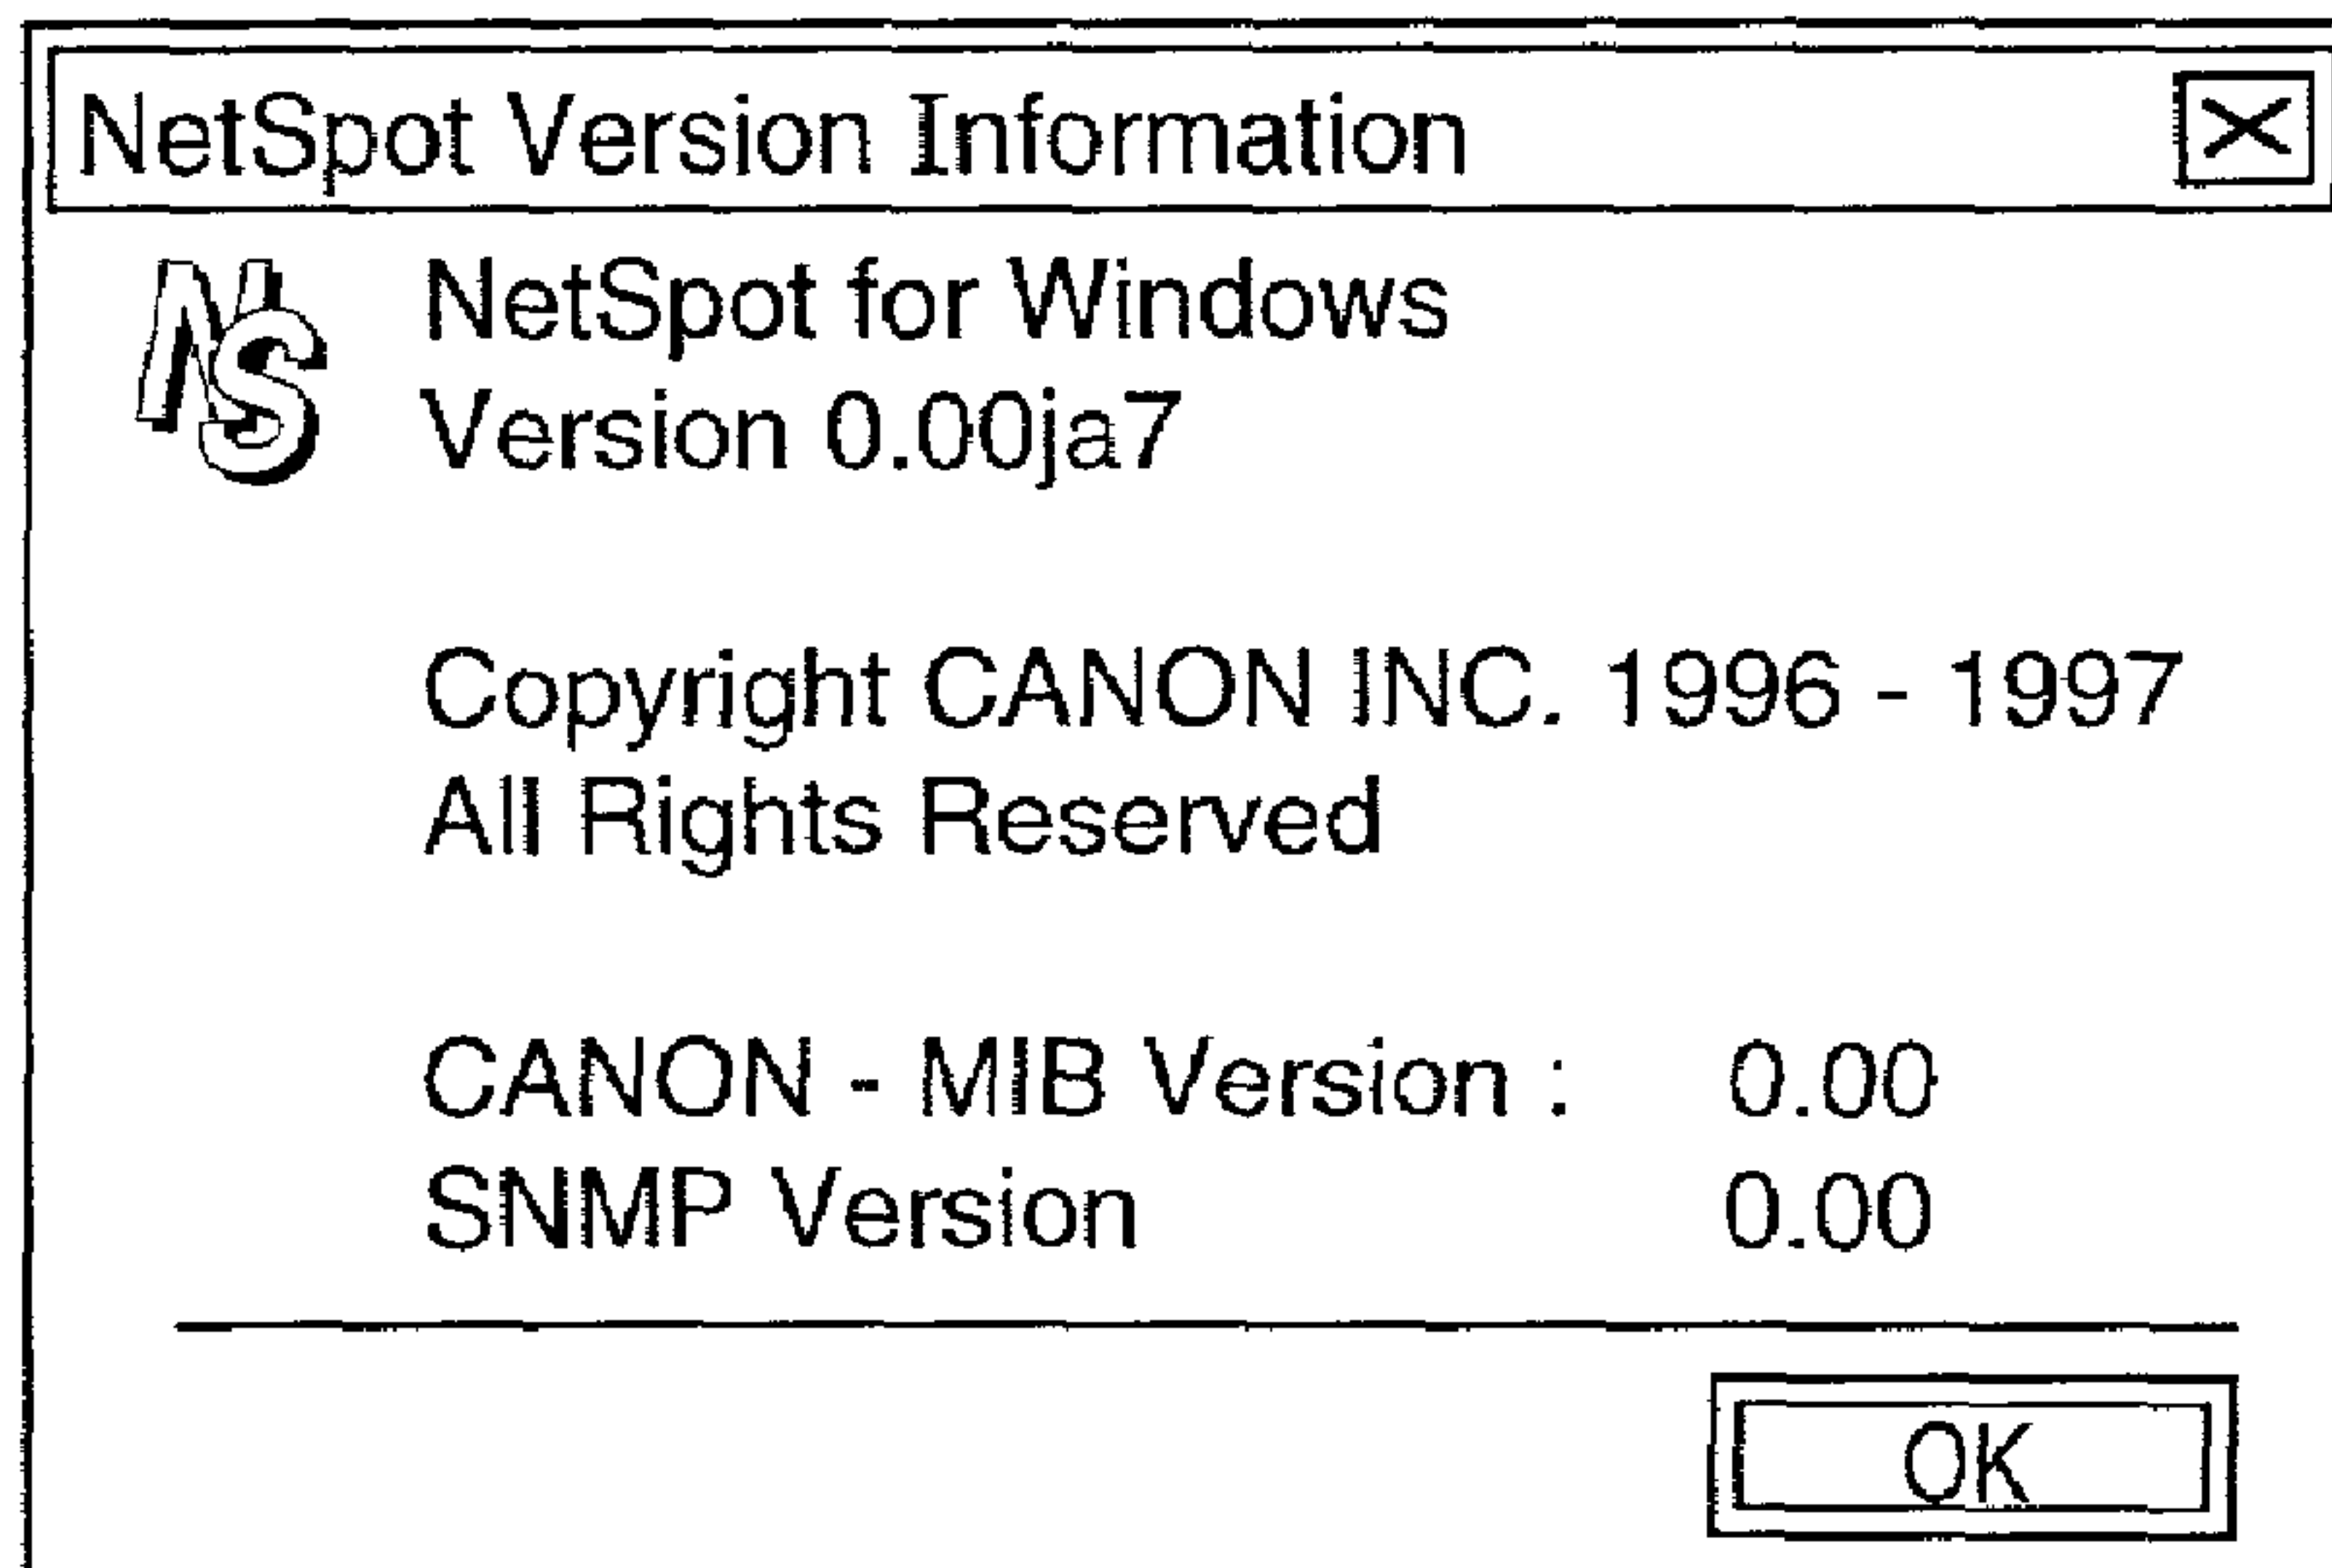 NetSpot Version Information
NS
NetSpot for Windows
Version 0.00ja7
Copyright CANON INC. 1996 - 1997
All Rights Reserved
CANON - MIB Version : 0.00
SNMP Version 0.00
OK